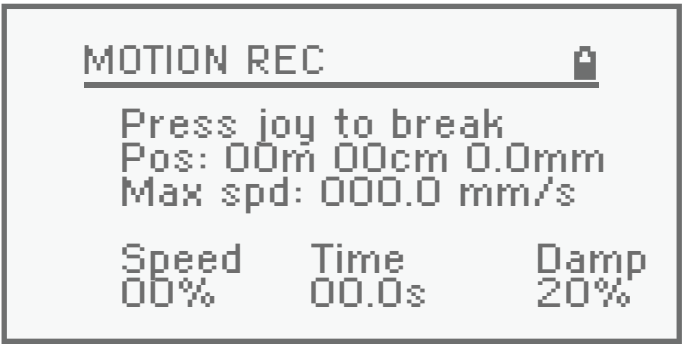 MOTION REC
Press joy to break
Pos: 00m 00cm 0.0mm
Max spd: 000.0 mm/s
Speed Time Damp
00% 00.0s 20%